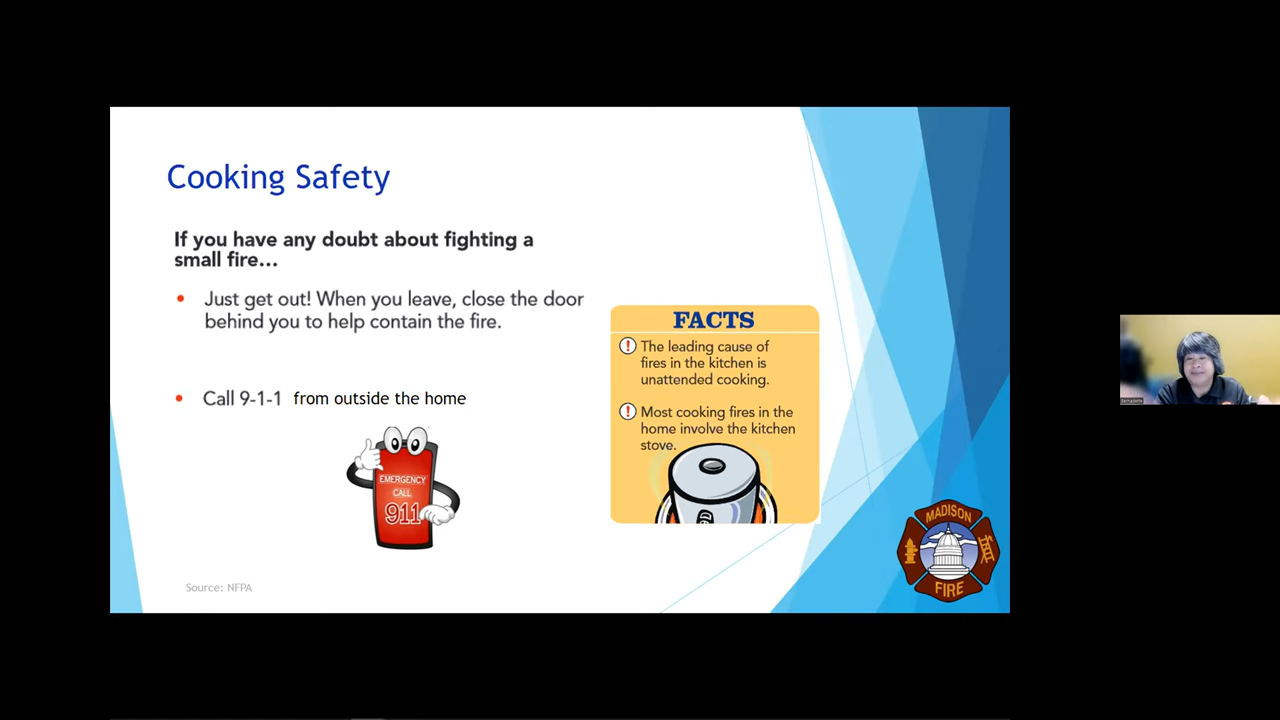 Cooking Safety
If you have any doubt about fighting a
small fire...
• Just get out! When you leave, close the door
behind you to help contain the fire.
• Call 9-1-1 from outside the home
EMERGENCY
CALL
911
Source: NFPA
FACTS
! The leading cause of
fires in the kitchen is
unattended cooking.
! Most cooking fires in the
home involve the kitchen
stove.
MADISON
FIRE